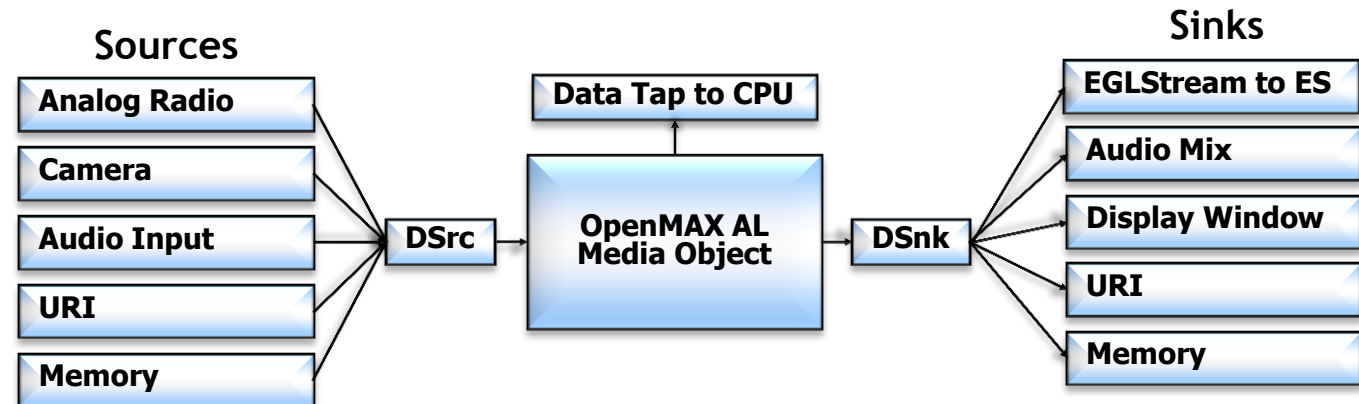 Sources
Analog Radio
Camera
Audio Input
URI
Memory
DSrc
Data Tap to CPU
OpenMAX AL
Media Object
DSnk
Sinks
EGLStream to ES
Audio Mix
Display Window
URI
Memory